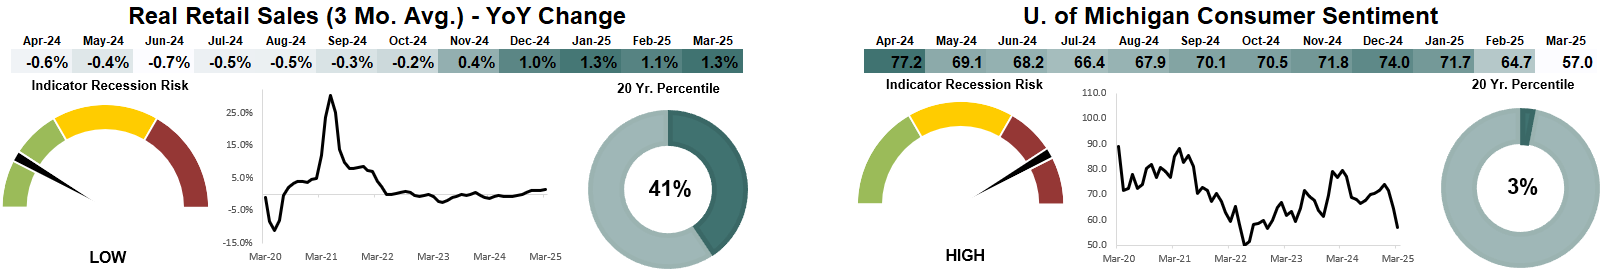 Real Retail Sales (3 Mo. Avg.) - YoY Change
Apr-24 May-24 Jun-24 Jul-24 Aug-24 Sep-24 Oct-24 Nov-24 Dec-24 Jan-25 Feb-25 Mar-25
-0.6% -0.4% -0.7% -0.5% -0.5% -0.3% -0.2% 0.4% 1.0% 1.3% 1.1% 1.3%
Indicator Recession Risk
LOW
25.0%
15.0%
5.0%
-5.0%
-15.0%
Mar-20 Mar-21 Mar-22 Mar-23 Mar-24 Mar-25
20 Yr. Percentile
41%
U. of Michigan Consumer Sentiment
Apr-24 May-24 Jun-24 Jul-24 Aug-24 Sep-24 Oct-24 Nov-24 Dec-24 Jan-25 Feb-25 Mar-25
77.2 69.1 68.2 66.4 67.9 70.1 70.5 71.8 74.0 71.7 64.7 57.0
Indicator Recession Risk
HIGH
110.0
90.0
80.0
70.0
60.0
50.0
Mar-20 Mar-21 Mar-22 Mar-23 Mar-24 Mar-25
20 Yr. Percentile
3%